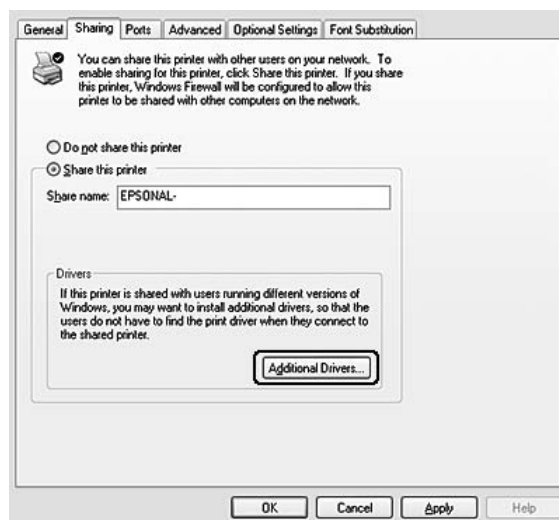 General Sharing Ports Advanced Optional Settings Font Substitution
You can share this printer with other users on your network. To
enable sharing for this printer, click Share this printer. If you share
this printer, Windows Firewall will be configured to allow this
printer to be shared with other computers on the network.
Do not share this printer
Share this printer
Share name: EPSONAL-
Drivers
If this printer is shared with users running different versions of
Windows, you may want to install additional drivers, so that the
users do not have to find the print driver when they connect to
the shared printer.
Additional Drivers...
OK Cancel Apply Help